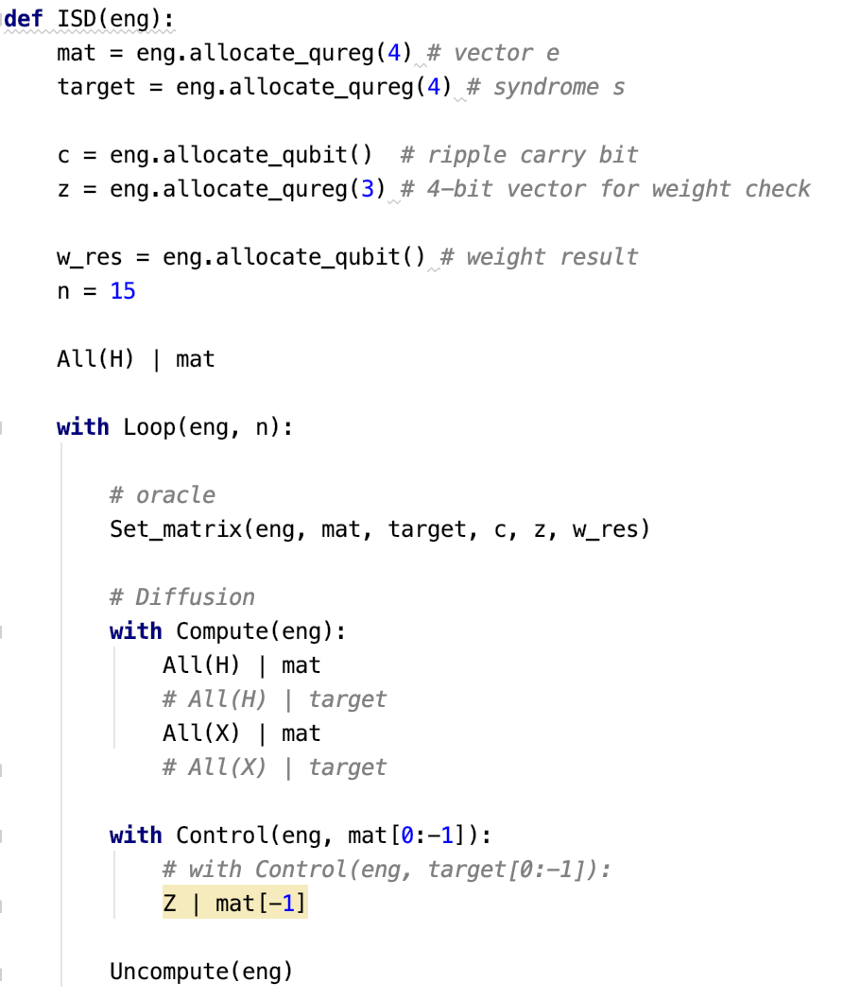 def ISD(eng):
    mat = eng.allocate_qureg(4) # vector e
    target = eng.allocate_qureg(4) # syndrome s

    c = eng.allocate_qubit()  # ripple carry bit
    z = eng.allocate_qureg(3) # 4-bit vector for weight check

    w_res = eng.allocate_qubit() # weight result
    n = 15

    All(H) | mat

    with Loop(eng, n):

        # oracle
        Set_matrix(eng, mat, target, c, z, w_res)

        # Diffusion
        with Compute(eng):
            All(H) | mat
            # All(H) | target
            All(X) | mat
            # All(X) | target

        with Control(eng, mat[0:-1]):
            # with Control(eng, target[0:-1]):
            Z | mat[-1]

        Uncompute(eng)